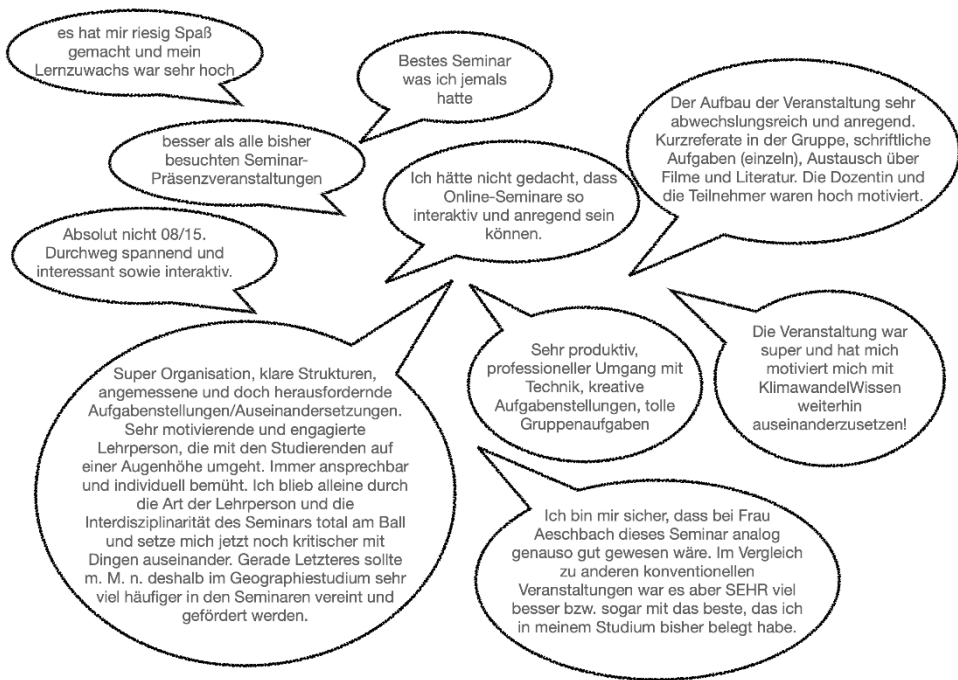 es hat mir riesig Spaß
gemacht und mein
Lernzuwachs war sehr hoch
Bestes Seminar
was ich jemals
hatte
Der Aufbau der Veranstaltung sehr
abwechslungsreich und anregend.
Kurzreferate in der Gruppe, schriftliche
Aufgaben (einzeln), Austausch über
Filme und Literatur. Die Dozentin und
die Teilnehmer waren hoch motiviert.
besser als alle bisher
besuchten Seminar-
Präsenzveranstaltungen
Ich hätte nicht gedacht, dass
Online-Seminare so
interaktiv und anregend sein
können.
Absolut nicht 08/15.
Durchweg spannend und
interessant sowie interaktiv.
Super Organisation, klare Strukturen,
angemessene und doch herausfordernde
Aufgabenstellungen/Auseinandersetzungen.
Sehr motivierende und engagierte
Lehrperson, die mit den Studierenden auf
einer Augenhöhe umgeht. Immer ansprechbar
und individuell bemüht. Ich blieb alleine durch
die Art der Lehrperson und die
Interdisziplinarität des Seminars total am Ball
und setze mich jetzt noch kritischer mit
Dingen auseinander. Gerade Letzteres sollte
m. M. n. deshalb im Geographiestudium sehr
viel häufiger in den Seminaren vereint und
gefördert werden.
Sehr produktiv,
professioneller Umgang mit
Technik, kreative
Aufgabenstellungen, tolle
Gruppenaufgaben
Die Veranstaltung war
super und hat mich
motiviert mich mit
KlimawandelWissen
weiterhin
auseinanderzusetzen!
Ich bin mir sicher, dass bei Frau
Aeschbach dieses Seminar analog
genauso gut gewesen wäre. Im Vergleich
zu anderen konventionellen
Veranstaltungen war es aber SEHR viel
besser bzw. sogar mit das beste, das ich
in meinem Studium bisher belegt habe.